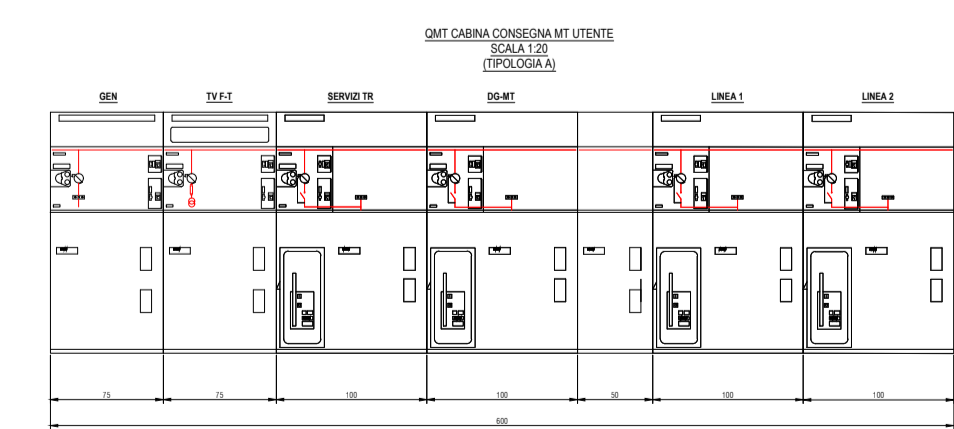 QMT CABINA CONSEGNA MT UTENTE
SCALA 1:20
(TIPOLOGIA A)
GEN TV F-T SERVIZI TR DG-MT LINEA 1 LINEA 2
75 75 100 100 50 100 100
600